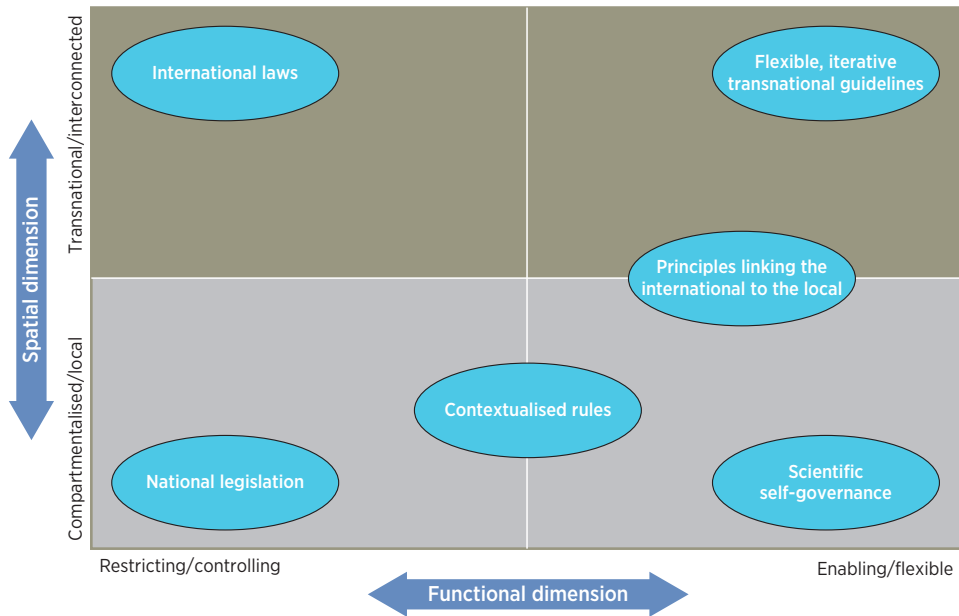 International laws
Flexible, iterative
transnational guidelines
Transnational/interconnected
Spatial dimension
Principles linking the
international to the local
Contextualised rules
Compartmentalised/local
National legislation
Scientific
self-governance
Restricting/controlling
Enabling/flexible
Functional dimension